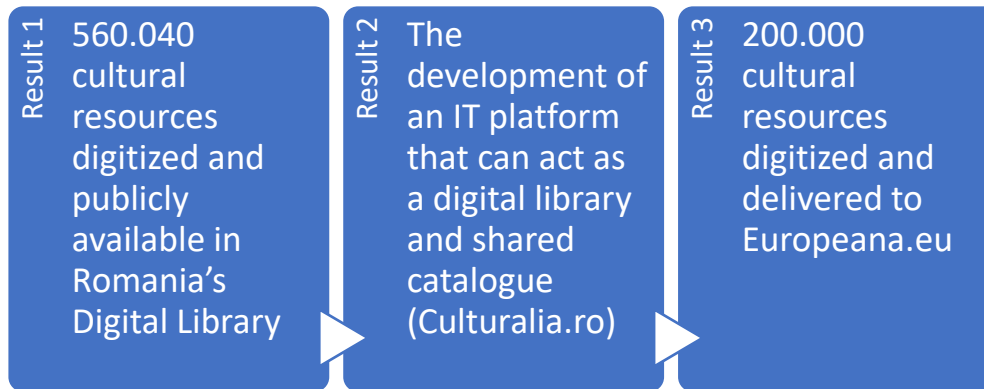 Result 1
560.040
cultural
resources
digitized and
publicly
available in
Romania’s
Digital Library
Result 2
The
development of
an IT platform
that can act as
a digital library
and shared
catalogue
(Culturalia.ro)
Result 3
200.000
cultural
resources
digitized and
delivered to
Europeana.eu